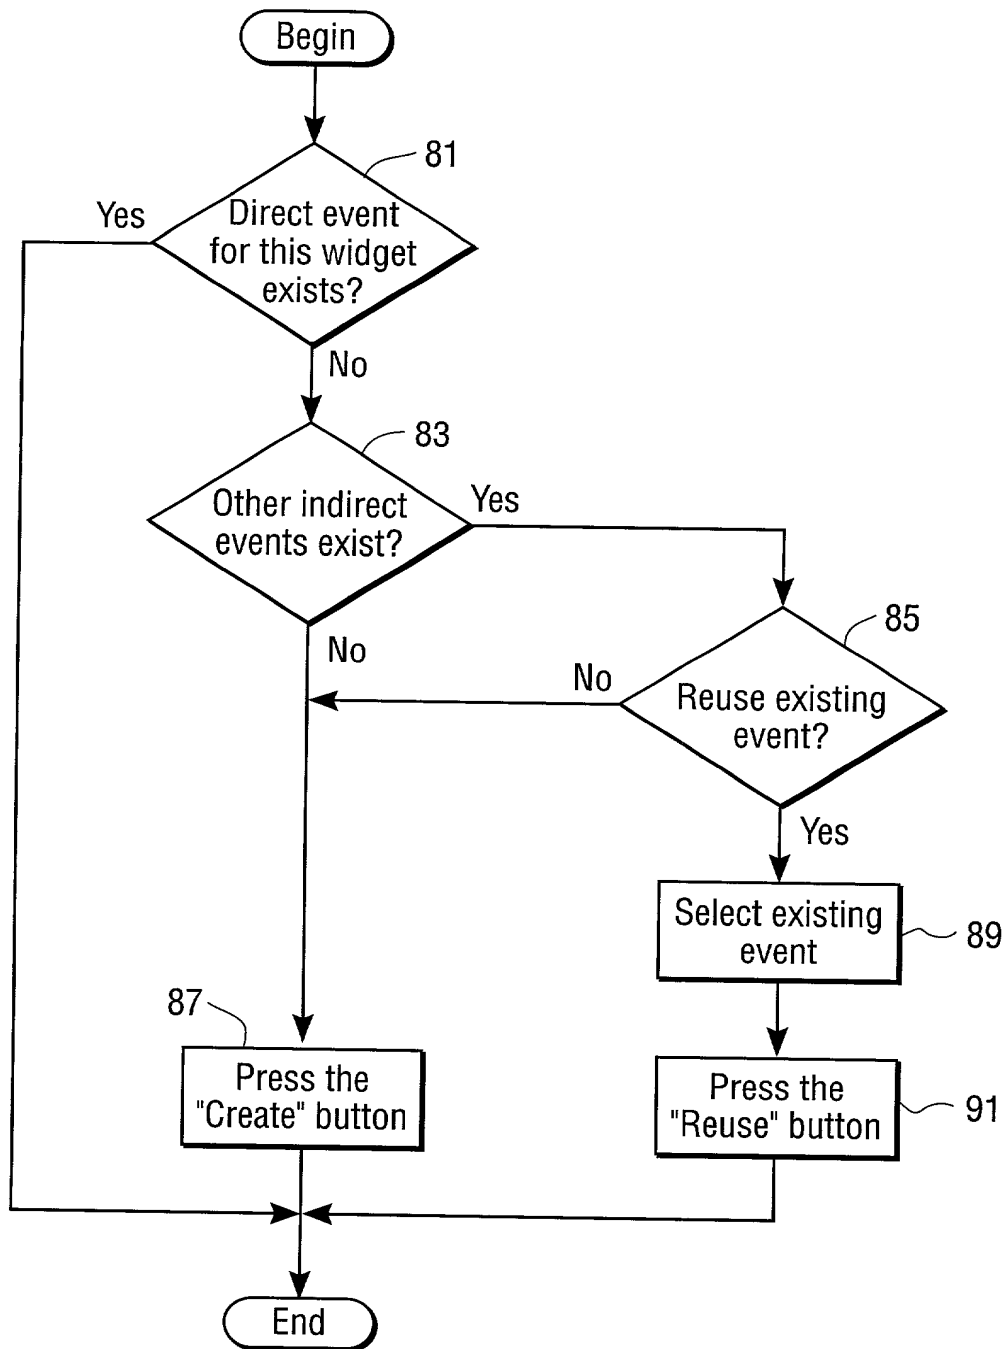 Begin
81
Yes
Direct event
for this widget
exists?
No
83
Other indirect
events exist?
Yes
No
85
No
Reuse existing
event?
Yes
Select existing
event
89
87
Press the
"Create" button
Press the
"Reuse" button
91
End